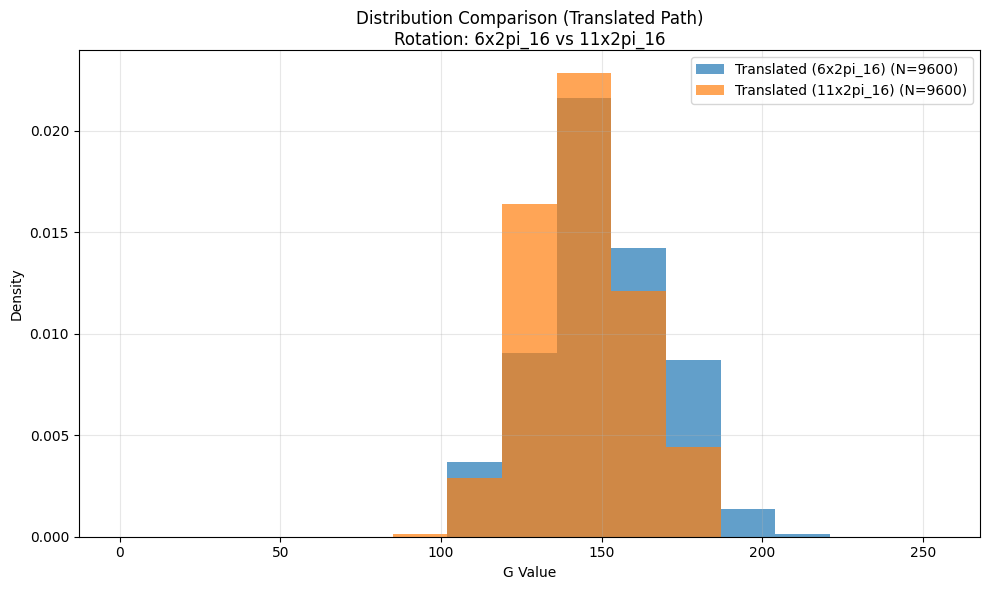 Distribution Comparison (Translated Path)
Rotation: 6x2pi_16 vs 11x2pi_16
Translated (6x2pi_16) (N=9600)
Translated (11x2pi_16) (N=9600)
Density
0.020
0.015
0.010
0.005
0.000
0 50 100 150 200 250
G Value